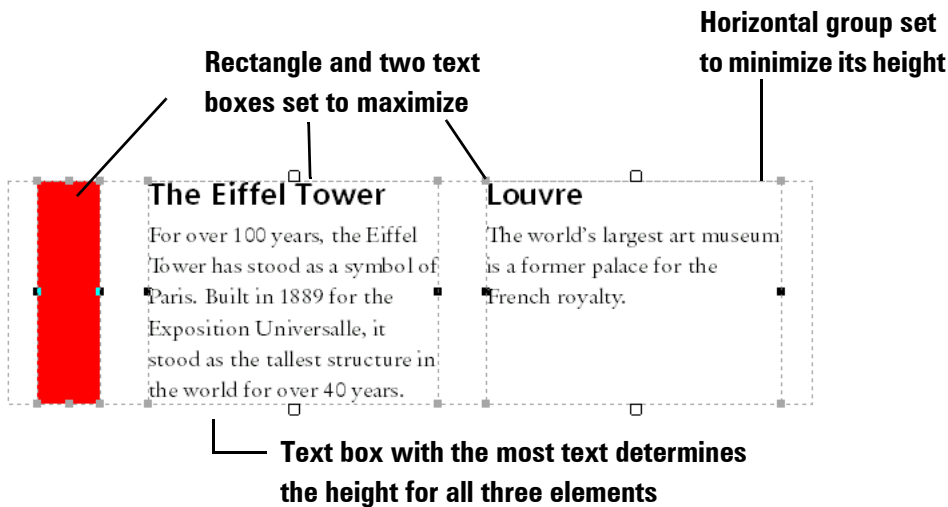 Horizontal group set
to minimize its height
Rectangle and two text
boxes set to maximize
The Eiffel Tower
For over 100 years, the Eiffel
Tower has stood as a symbol of
Paris. Built in 1889 for the
Exposition Universalle, it
stood as the tallest structure in
the world for over 40 years.
Louvre
The world's largest art museum
is a former palace for the
French royalty.
Text box with the most text determines
the height for all three elements